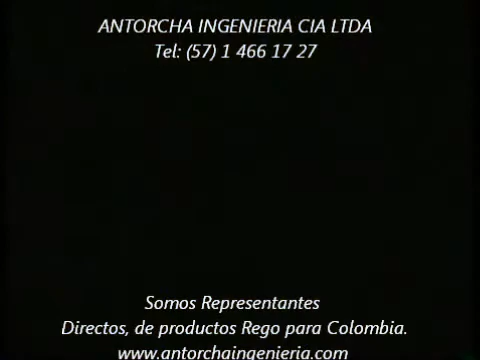 ANTORCHA INGENIERIA CIA LTDA
Tel: (57) 1 466 17 27
Somos Representantes
Directos, de productos Rego para Colombia.
www.antorchaingenieria.com